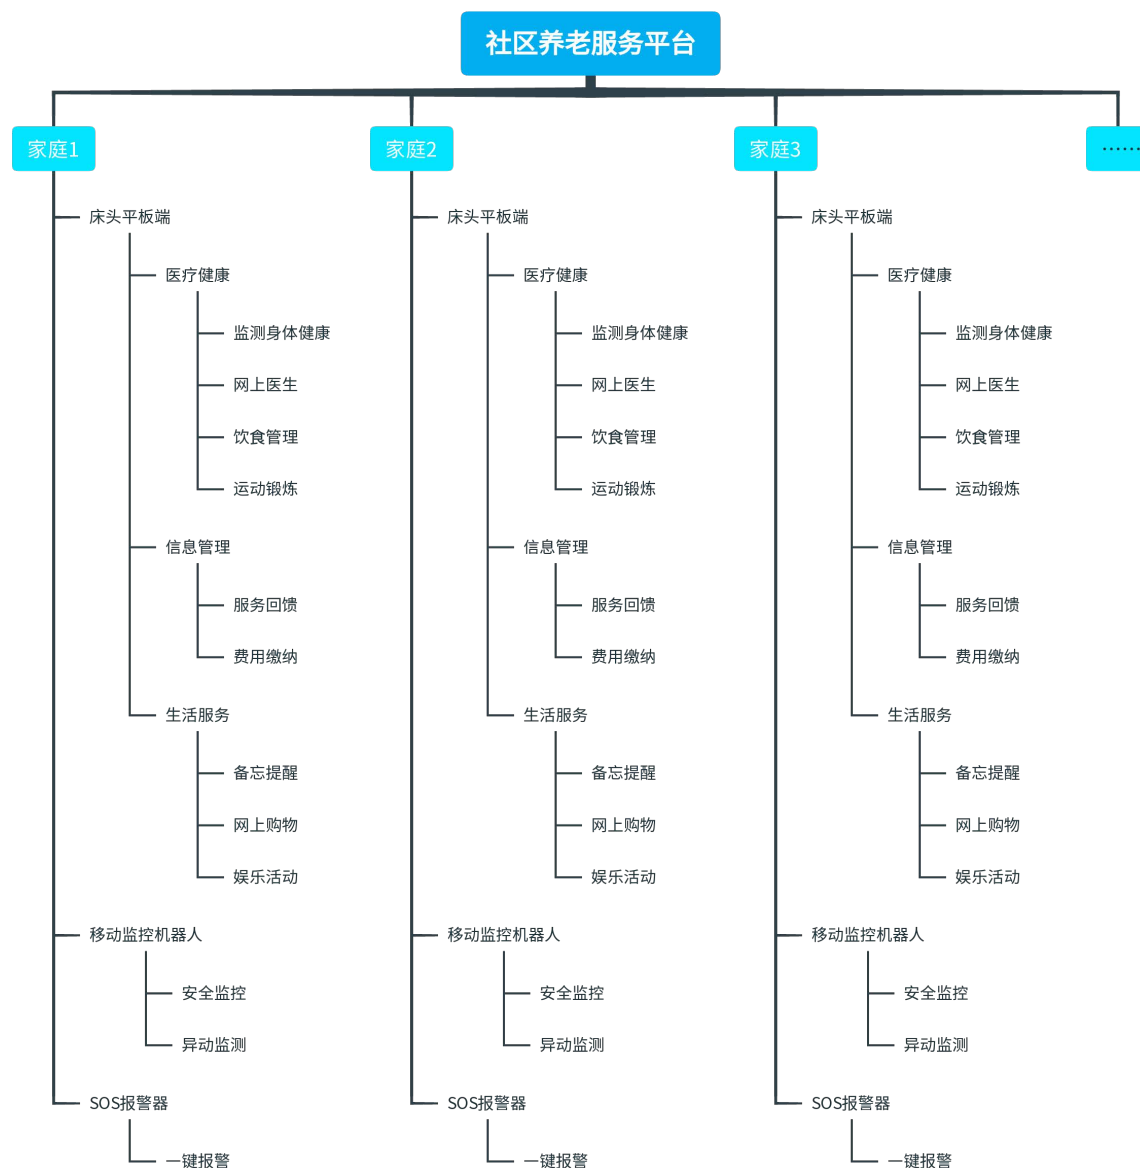 社区养老服务平台
家庭1
家庭2
家庭3
……
床头平板端
床头平板端
床头平板端
医疗健康
医疗健康
医疗健康
监测身体健康
监测身体健康
监测身体健康
网上医生
网上医生
网上医生
饮食管理
饮食管理
饮食管理
运动锻炼
运动锻炼
运动锻炼
信息管理
信息管理
信息管理
服务回馈
服务回馈
服务回馈
费用缴纳
费用缴纳
费用缴纳
生活服务
生活服务
生活服务
备忘提醒
备忘提醒
备忘提醒
网上购物
网上购物
网上购物
娱乐活动
娱乐活动
娱乐活动
移动监控机器人
移动监控机器人
移动监控机器人
安全监控
安全监控
安全监控
异动监测
异动监测
异动监测
SOS报警器
SOS报警器
SOS报警器
一键报警
一键报警
一键报警